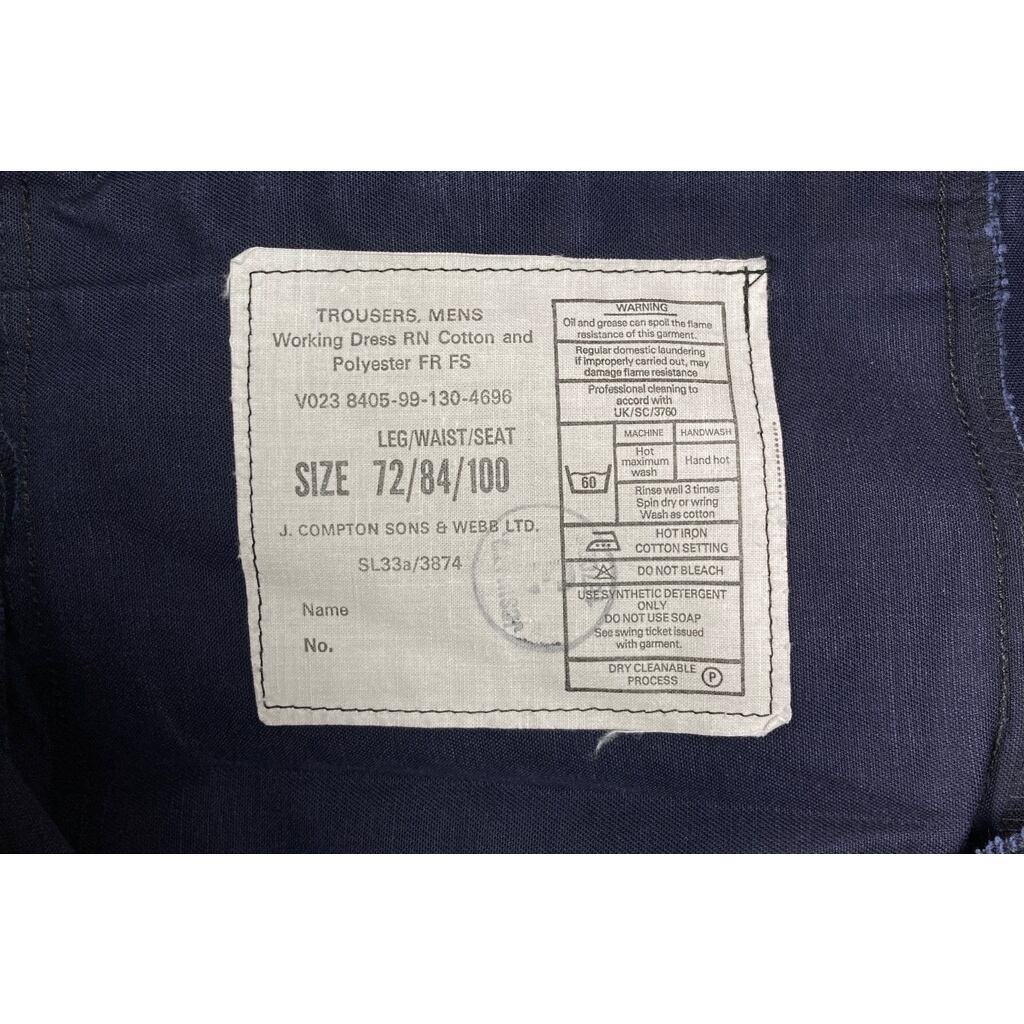 TROUSERS, MENS
Working Dress RN Cotton and
Polyester FR FS
V023 8405-99-130-4696
LEG/WAIST/SEAT
SIZE 72/84/100
J. COMPTON SONS & WEBB LTD.
SL33a/3874
Name
No.
WARNING
Oil and grease can spoil the flame
resistance of this garment.
Regular domestic laundering
if improperly carried out, may
damage flame resistance
Professional cleaning to
accord with
UK/SC/3760
MACHINE HANDWASH
60
Hot
maximum
wash
Hand hot
Rinse well 3 times
Spin dry or wring
Wash as cotton
HOT IRON
COTTON SETTING
DO NOT BLEACH
USE SYNTHETIC DETERGENT
ONLY
DO NOT USE SOAP
See swing ticket issued
with garment.
DRY CLEANABLE
PROCESS
P